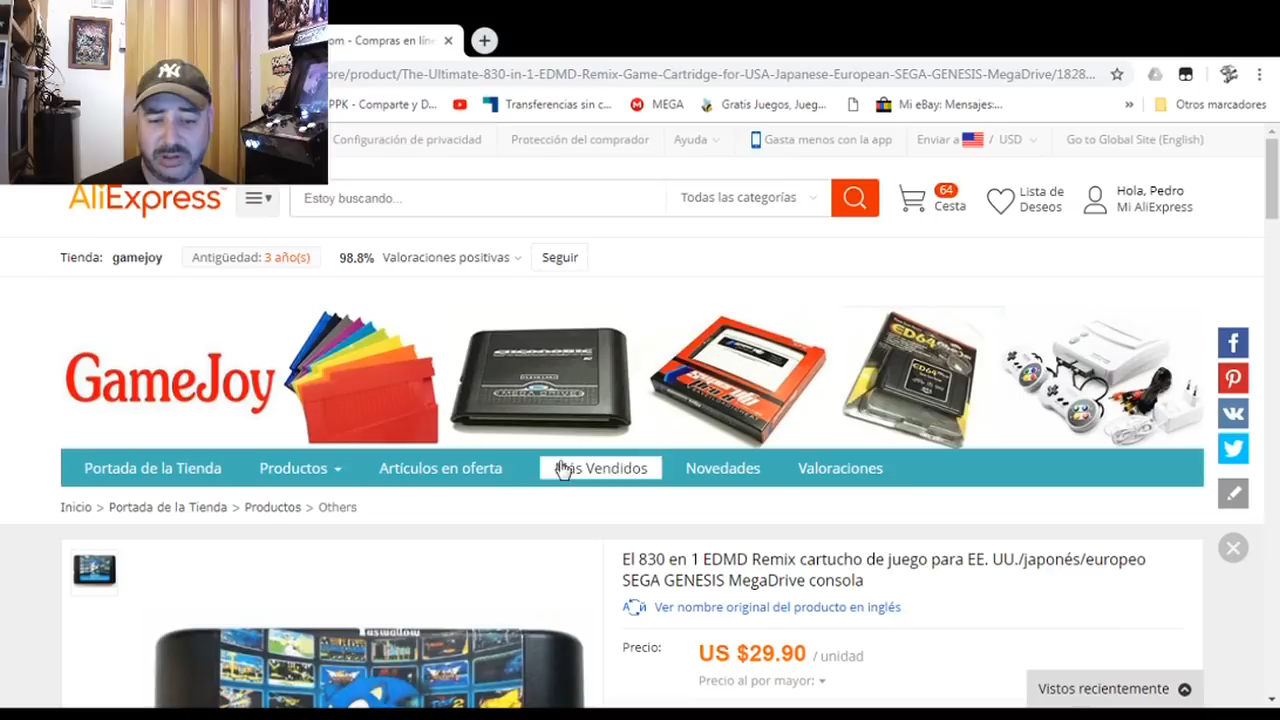 om - Compras en líne
ore/product/The-Ultimate-830-in-1-EDMD-Remix-Game-Cartridge-for-USA-Japanese-European-SEGA-GENESIS-MegaDrive/1828...
PPK - Comparte y D...
Transferencias sin c...
MEGA
Gratis Juegos, Jueg...
Mi eBay: Mensajes:...
»
Otros marcadores
Configuración de privacidad
Protección del comprador
Ayuda
Gasta menos con la app
Enviar a / USD
Go to Global Site (English)
AliExpress
Estoy buscando...
Todas las categorías
64
Cesta
Lista de
Deseos
Hola, Pedro
Mi AliExpress
Tienda: gamejoy
Antigüedad: 3 año(s)
98.8% Valoraciones positivas
Seguir
GameJoy
MEGA DRIVE
ED64Plus
Portada de la Tienda
Productos
Artículos en oferta
ás Vendidos
Novedades
Valoraciones
Inicio > Portada de la Tienda > Productos > Others
El 830 en 1 EDMD Remix cartucho de juego para EE. UU./japonés/europeo
SEGA GENESIS MegaDrive consola
Ver nombre original del producto en inglés
Precio:
US $29.90 / unidad
Precio al por mayor:
Vistos recientemente